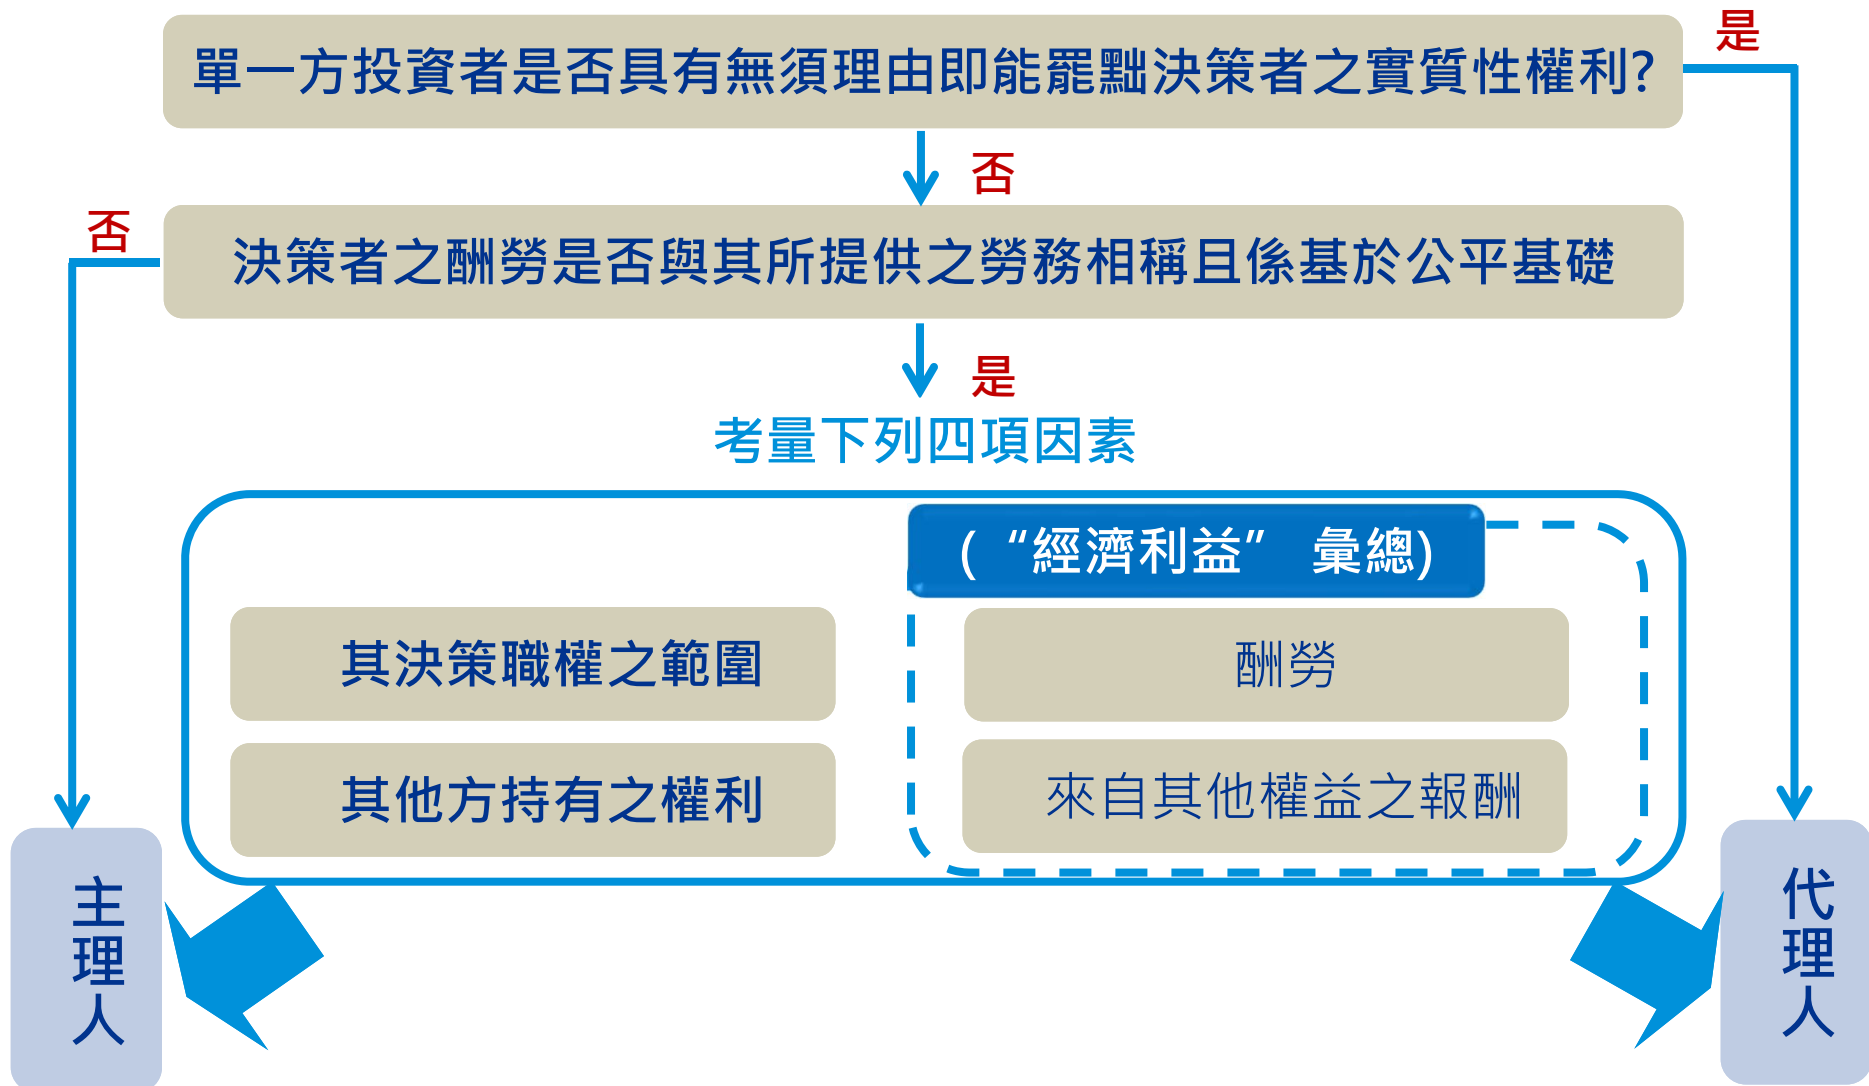 單一方投資者是否具有無須理由即能罷黜決策者之實質性權利?
是
否
否
決策者之酬勞是否與其所提供之勞務相稱且係基於公平基礎
是
考量下列四項因素
(“經濟利益” 彙總)
其決策職權之範圍
酬勞
其他方持有之權利
來自其他權益之報酬
主理人
代理人